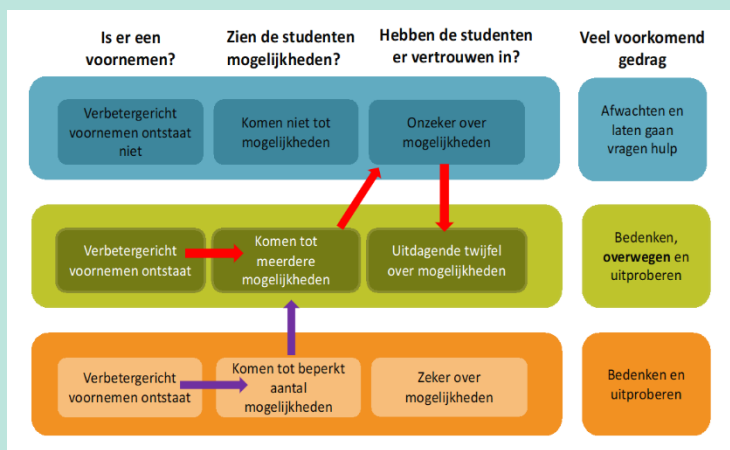 Is er een
voornemen?
Zien de studenten
mogelijkheden?
Hebben de studenten
er vertrouwen in?
Veel voorkomend
gedrag
Verbetergericht
voornemen ontstaat
niet
Komen niet tot
mogelijkheden
Onzeker over
mogelijkheden
Afwachten en
laten gaan
vragen hulp
Verbetergericht
voornemen ontstaat
Komen tot
meerdere
mogelijkheden
Uitdagende twijfel
over mogelijkheden
Bedenken,
overwegen en
uitproberen
Verbetergericht
voornemen ontstaat
Komen tot beperkt
aantal
mogelijkheden
Zeker over
mogelijkheden
Bedenken en
uitproberen